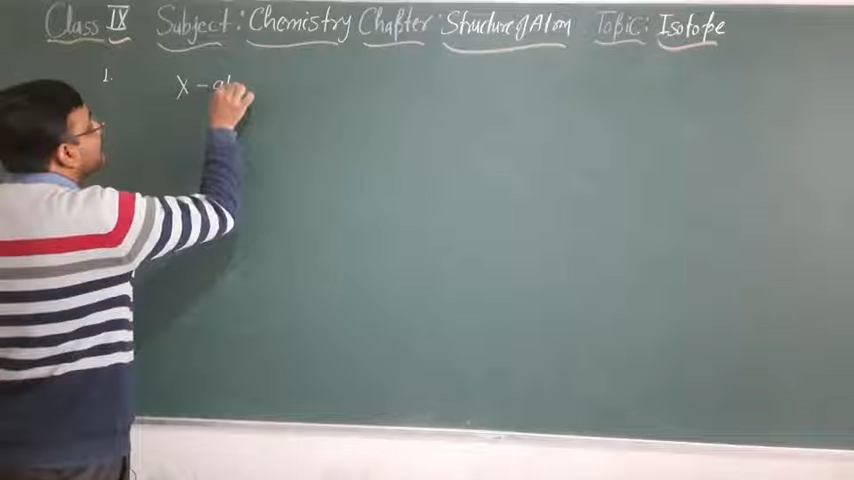 Class IX Subject : Chemistry Chapter : Structure of Atom Topic : Isotope
1. X -